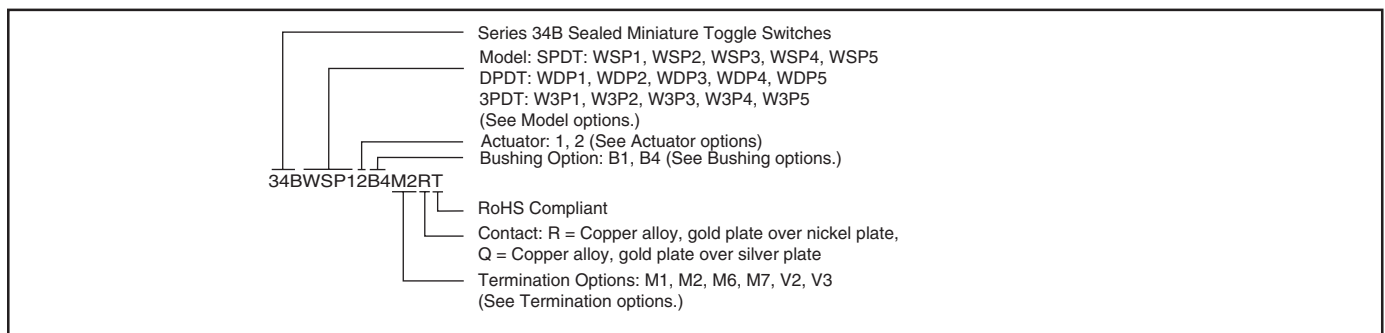 Series 34B Sealed Miniature Toggle Switches
Model: SPDT: WSP1, WSP2, WSP3, WSP4, WSP5
DPDT: WDP1, WDP2, WDP3, WDP4, WDP5
3PDT: W3P1, W3P2, W3P3, W3P4, W3P5
(See Model options.)
Actuator: 1, 2 (See Actuator options)
Bushing Option: B1, B4 (See Bushing options.)
34BWSP12B4M2RT
RoHS Compliant
Contact: R = Copper alloy, gold plate over nickel plate,
Q = Copper alloy, gold plate over silver plate
Termination Options: M1, M2, M6, M7, V2, V3
(See Termination options.)